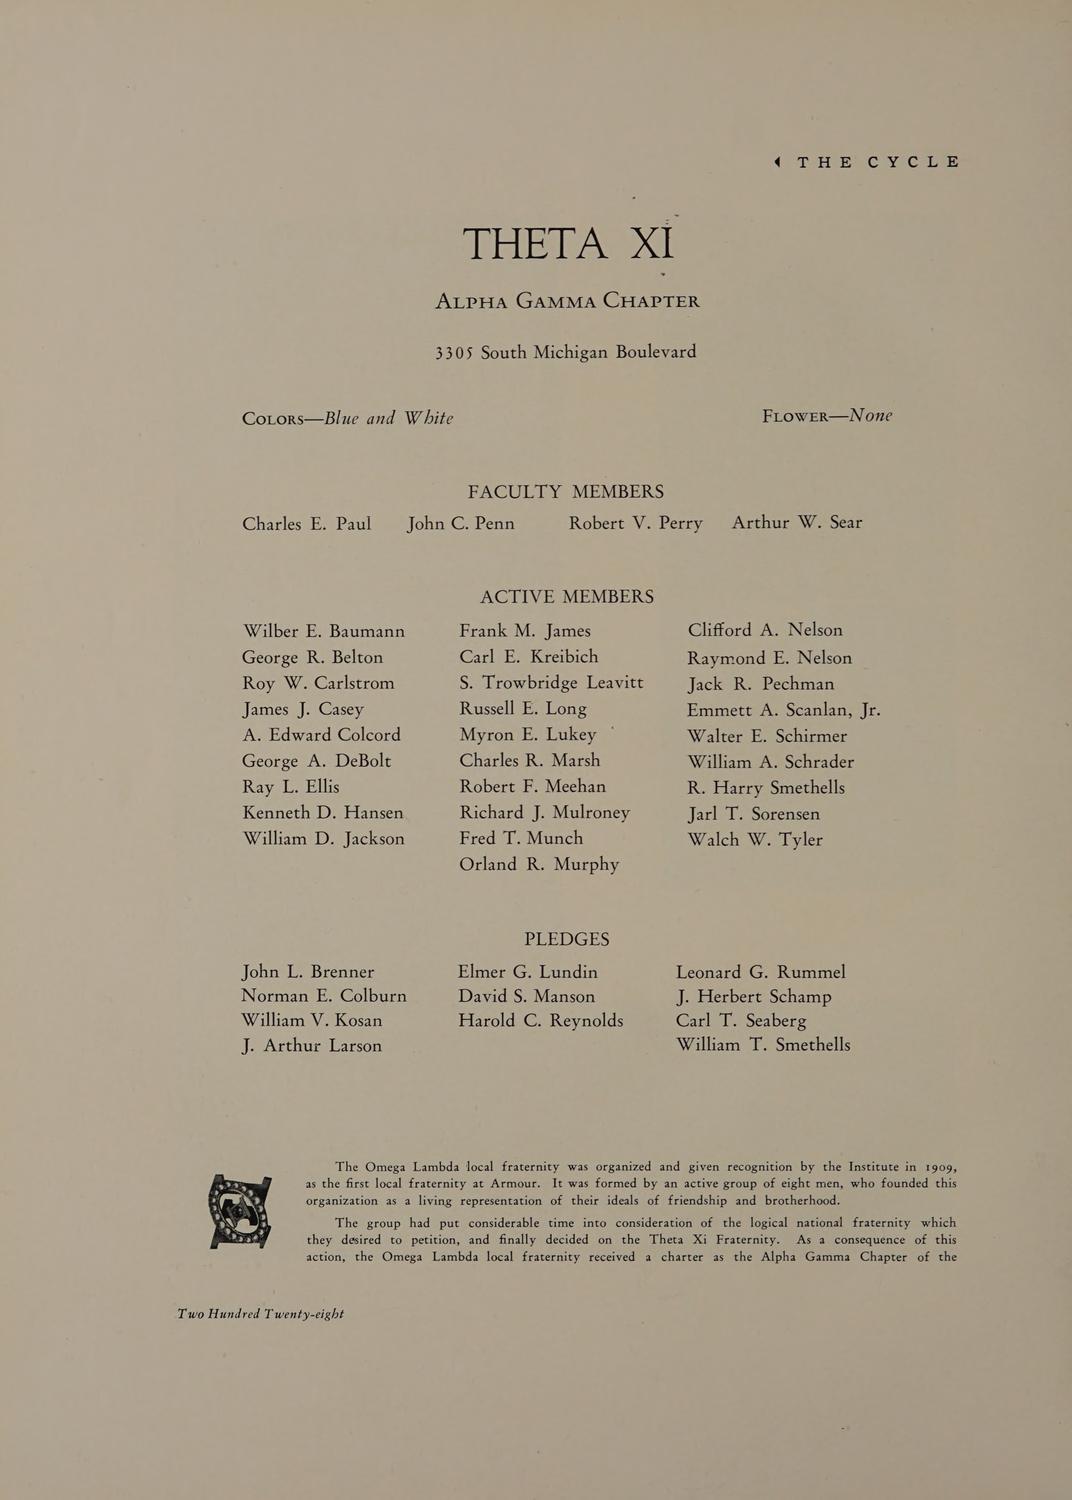 THE CYCLE
THETA XI
ALPHA GAMMA CHAPTER
3305 South Michigan Boulevard
COLORS—Blue and White FLOWER—None
FACULTY MEMBERS
Charles E. Paul John C. Penn Robert V. Perry Arthur W. Sear
ACTIVE MEMBERS
Wilber E. Baumann
George R. Belton
Roy W. Carlstrom
James J. Casey
A. Edward Colcord
George A. DeBolt
Ray L. Ellis
Kenneth D. Hansen
William D. Jackson
Frank M. James
Carl E. Kreibich
S. Trowbridge Leavitt
Russell E. Long
Myron E. Lukey
Charles R. Marsh
Robert F. Meehan
Richard J. Mulroney
Fred T. Munch
Orland R. Murphy
Clifford A. Nelson
Raymond E. Nelson
Jack R. Pechman
Emmett A. Scanlan, Jr.
Walter E. Schirmer
William A. Schrader
R. Harry Smethells
Jarl T. Sorensen
Walch W. Tyler
PLEDGES
John L. Brenner
Norman E. Colburn
William V. Kosan
J. Arthur Larson
Elmer G. Lundin
David S. Manson
Harold C. Reynolds
Leonard G. Rummel
J. Herbert Schamp
Carl T. Seaberg
William T. Smethells
The Omega Lambda local fraternity was organized and given recognition by the Institute in 1909,
as the first local fraternity at Armour. It was formed by an active group of eight men, who founded this
organization as a living representation of their ideals of friendship and brotherhood.
The group had put considerable time into consideration of the logical national fraternity which
they desired to petition, and finally decided on the Theta Xi Fraternity. As a consequence of this
action, the Omega Lambda local fraternity received a charter as the Alpha Gamma Chapter of the
Two Hundred Twenty-eight